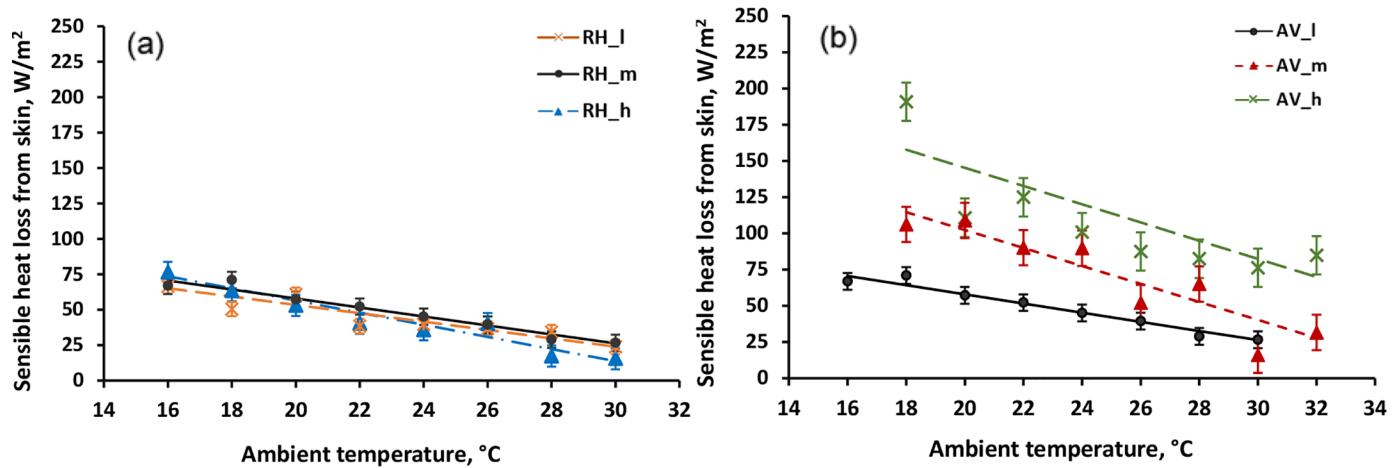 Sensible heat loss from skin, W/m²
250
225
200
175
150
125
100
75
50
25
0
(a)
RH_l
RH_m
RH_h
14 16 18 20 22 24 26 28 30 32
Ambient temperature, °C
Sensible heat loss from skin, W/m²
250
225
200
175
150
125
100
75
50
25
0
(b)
AV_l
AV_m
AV_h
14 16 18 20 22 24 26 28 30 32 34
Ambient temperature, °C